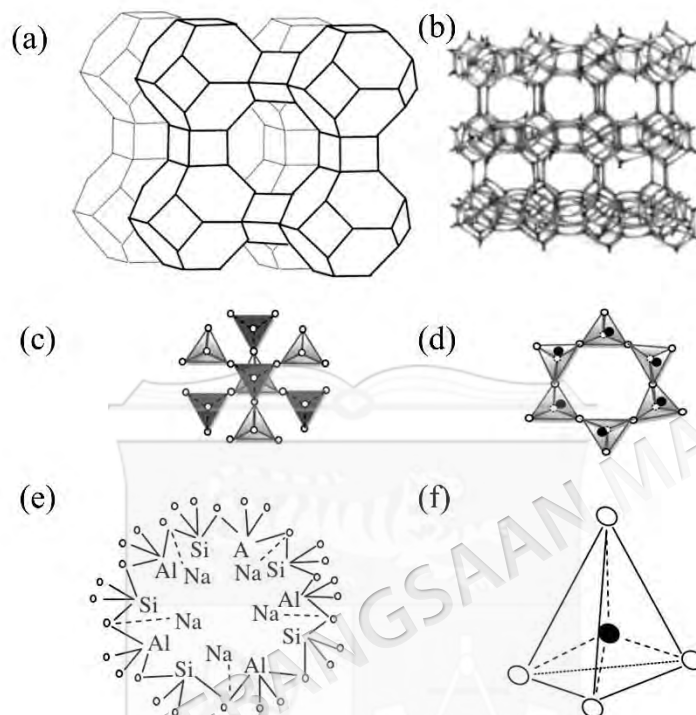 (a)
(b)
(c)
(d)
(e)
(f)
Si A
Al Na Na Si
Si Al
Na Na
Al Si
Na
Si Al